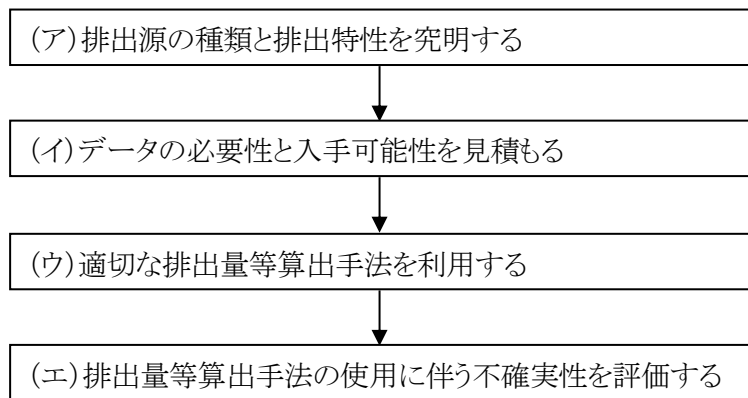 (ア)排出源の種類と排出特性を究明する
(イ)データの必要性と入手可能性を見積もる
(ウ)適切な排出量等算出手法を利用する
(エ)排出量等算出手法の使用に伴う不確実性を評価する